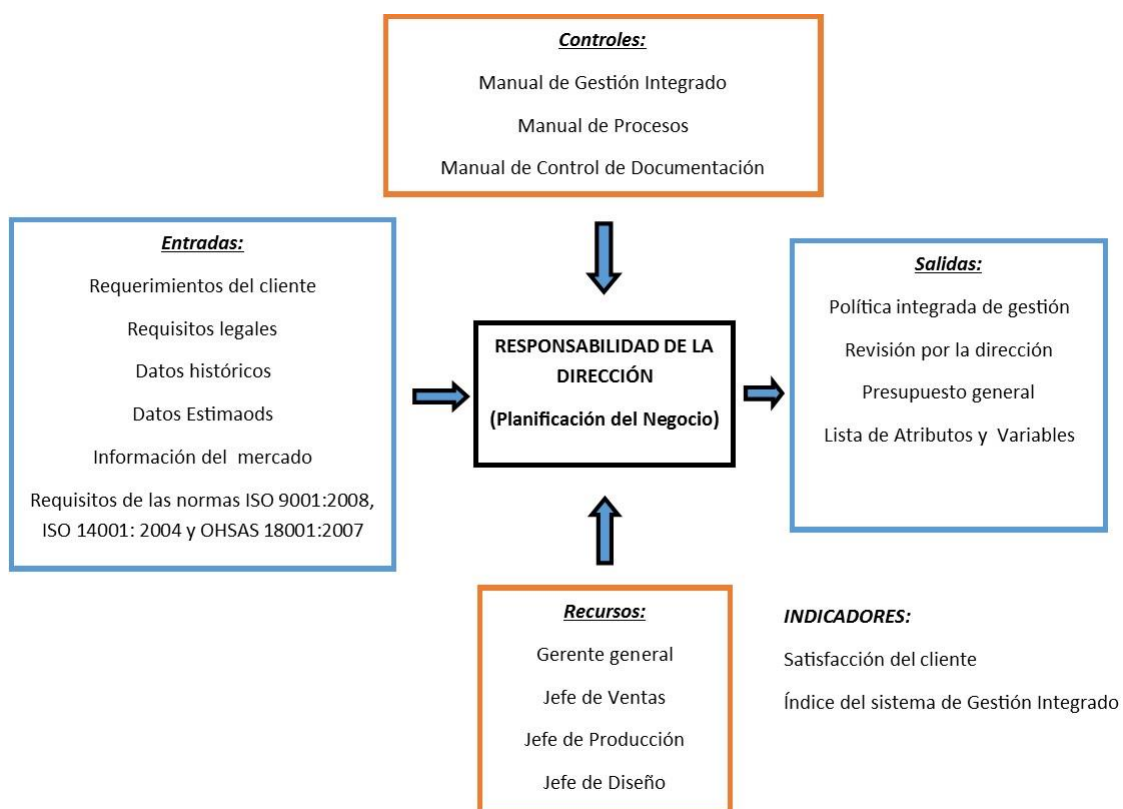 Controles:
Manual de Gestión Integrado
Manual de Procesos
Manual de Control de Documentación
Entradas:
Requerimientos del cliente
Requisitos legales
Datos históricos
Datos Estimaods
Información del mercado
Requisitos de las normas ISO 9001:2008,
ISO 14001: 2004 y OHSAS 18001:2007
RESPONSABILIDAD DE LA
DIRECCIÓN
(Planificación del Negocio)
Salidas:
Política integrada de gestión
Revisión por la dirección
Presupuesto general
Lista de Atributos y Variables
Recursos:
Gerente general
Jefe de Ventas
Jefe de Producción
Jefe de Diseño
INDICADORES:
Satisfacción del cliente
Índice del sistema de Gestión Integrado